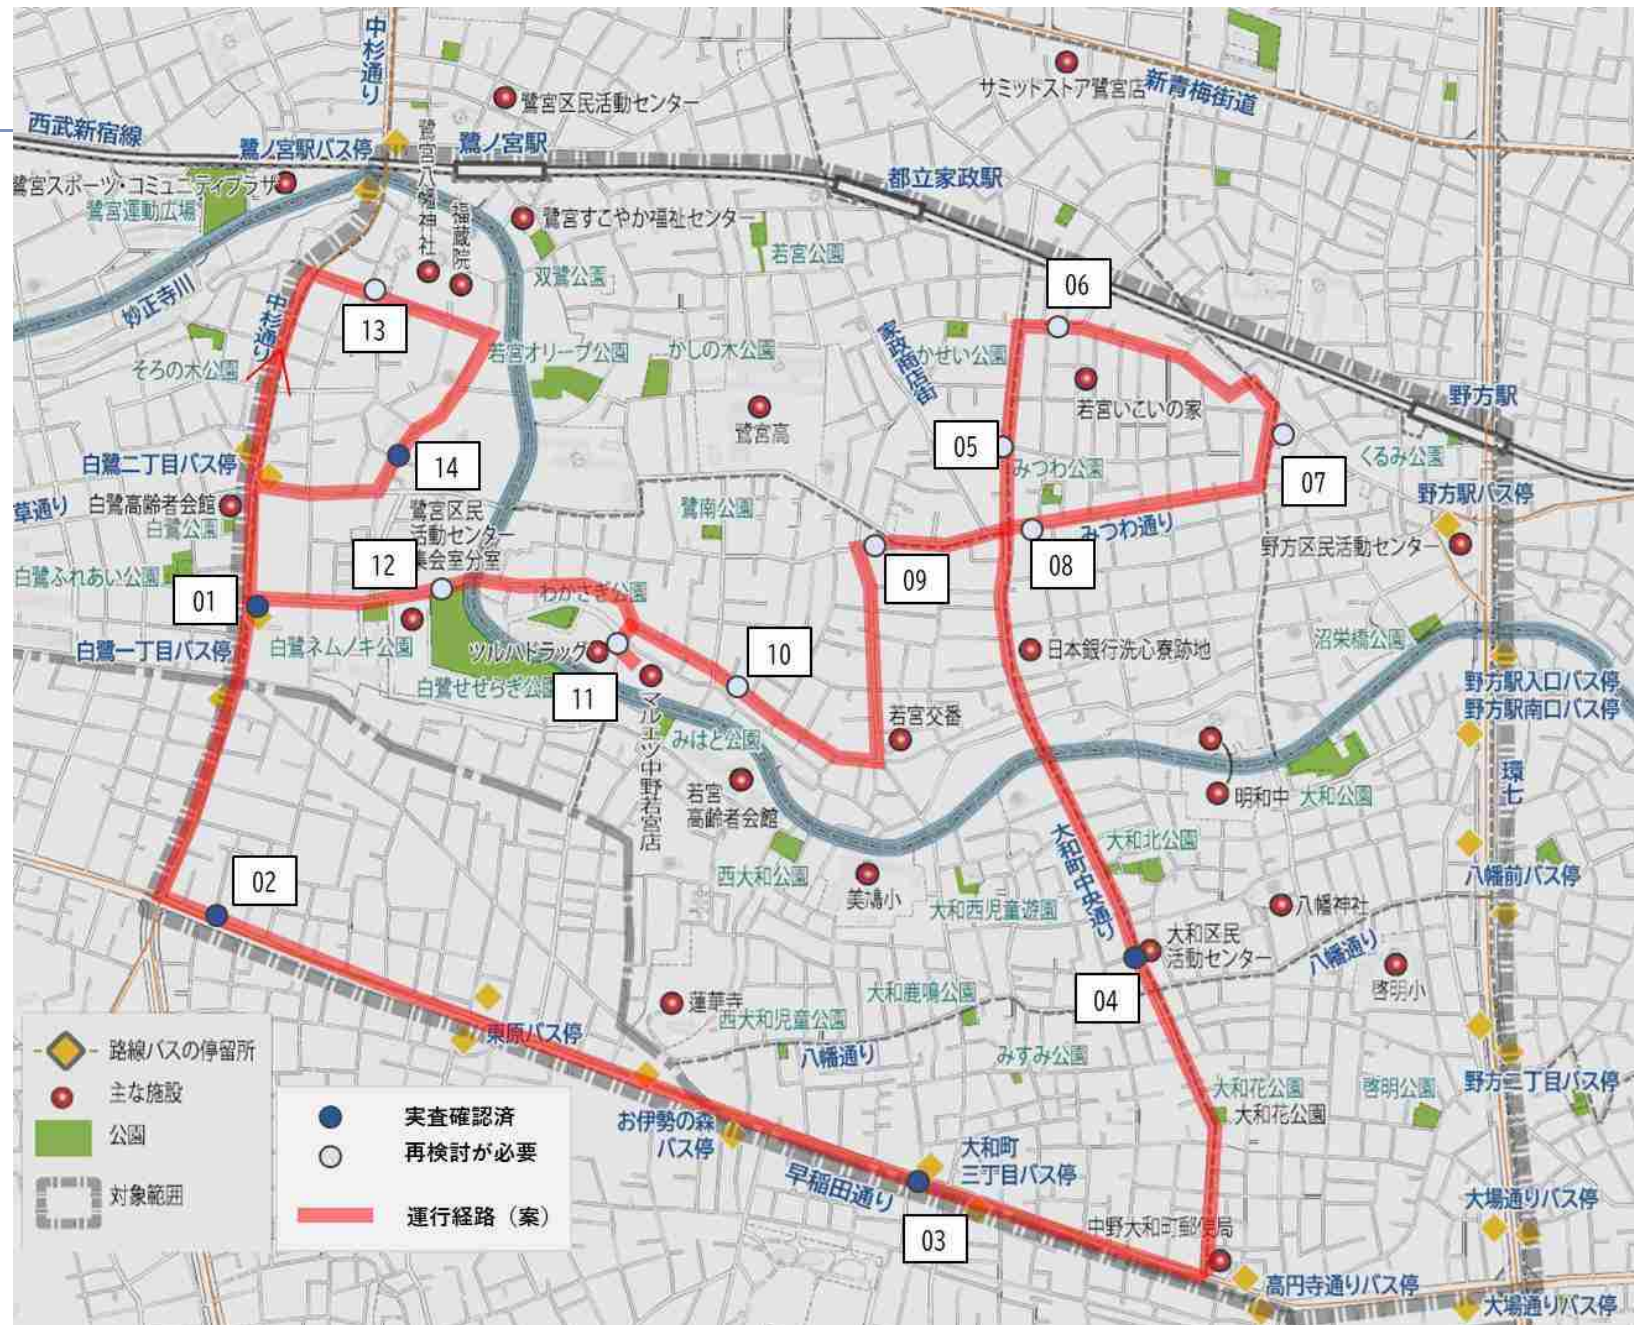 中杉通り
鷺宮区民活動センター
サミットストア鷺宮店
新青梅街道
西武新宿線
鷺ノ宮駅バス停
鷺宮八幡神社
鷺ノ宮駅
都立家政駅
鷺宮スポーツ・コミュニティプラザ
鷺宮運動広場
福蔵院
鷺宮すこやか福祉センター
双鷺公園
若宮公園
妙正寺川
中杉通り
13
06
そろの木公園
若宮オリーブ公園
かしの木公園
家政商店街
かせい公園
若宮いこいの家
野方駅
鷺宮高
05
みつわ公園
くるみ公園
白鷺二丁目バス停
14
07
野方駅バス停
草通り
白鷺高齢者会館
白鷺公園
鷺宮区民
活動センター
集会室分室
鷺南公園
みつわ通り
野方区民活動センター
白鷺ふれあい公園
12
09
08
01
わかさぎ公園
白鷺一丁目バス停
白鷺ネムノキ公園
ツルハドラッグ
10
日本銀行洗心寮跡地
沼栄橋公園
白鷺せせらぎ公園
11
マルエツ中野若宮店
みはと公園
若宮交番
野方駅入口バス停
野方駅南口バス停
環七
若宮
高齢者会館
明和中
大和公園
大和町中央通り
大和北公園
02
西大和公園
美鳩小
大和西児童遊園
八幡前バス停
八幡神社
大和区民
活動センター
八幡通り
啓明小
04
蓮華寺
大和鹿鳴公園
西大和児童公園
八幡通り
みすみ公園
東原バス停
野方二丁目バス停
大和花公園
大和花公園
啓明公園
お伊勢の森
バス停
大和町
三丁目バス停
早稲田通り
03
中野大和町郵便局
大場通りバス停
高円寺通りバス停
大場通りバス停
路線バスの停留所
主な施設
公園
対象範囲
実査確認済
再検討が必要
運行経路（案）